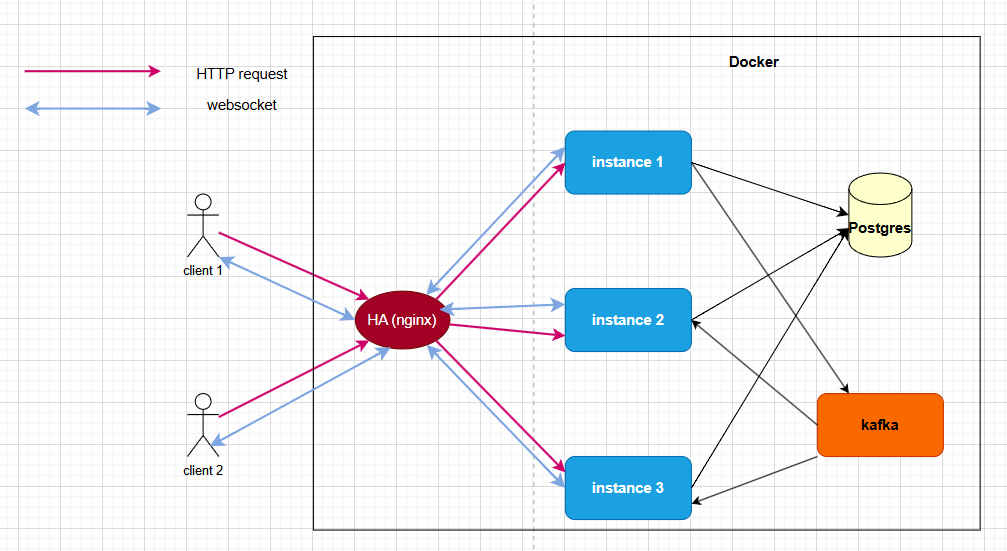 Docker
HTTP request
websocket
instance 1
Postgres
client 1
HA (nginx)
instance 2
kafka
client 2
instance 3